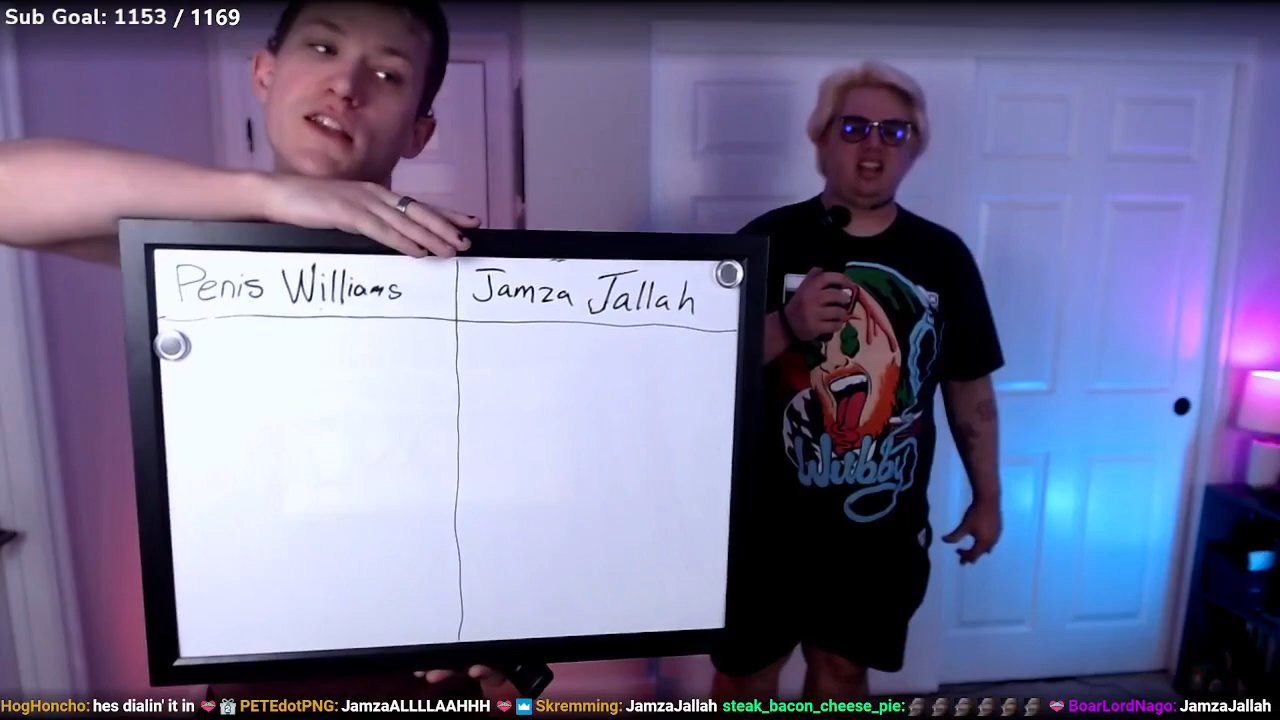 Sub Goal: 1153 / 1169
Penis Williams
Jamza Jallah
Wubby
HogHoncho: hes dialin' it in PETEdotPNG: JamzaALLLLAAHHH Skremming: JamzaJallah steak_bacon_cheese_pie: BoarLordNago: JamzaJallah